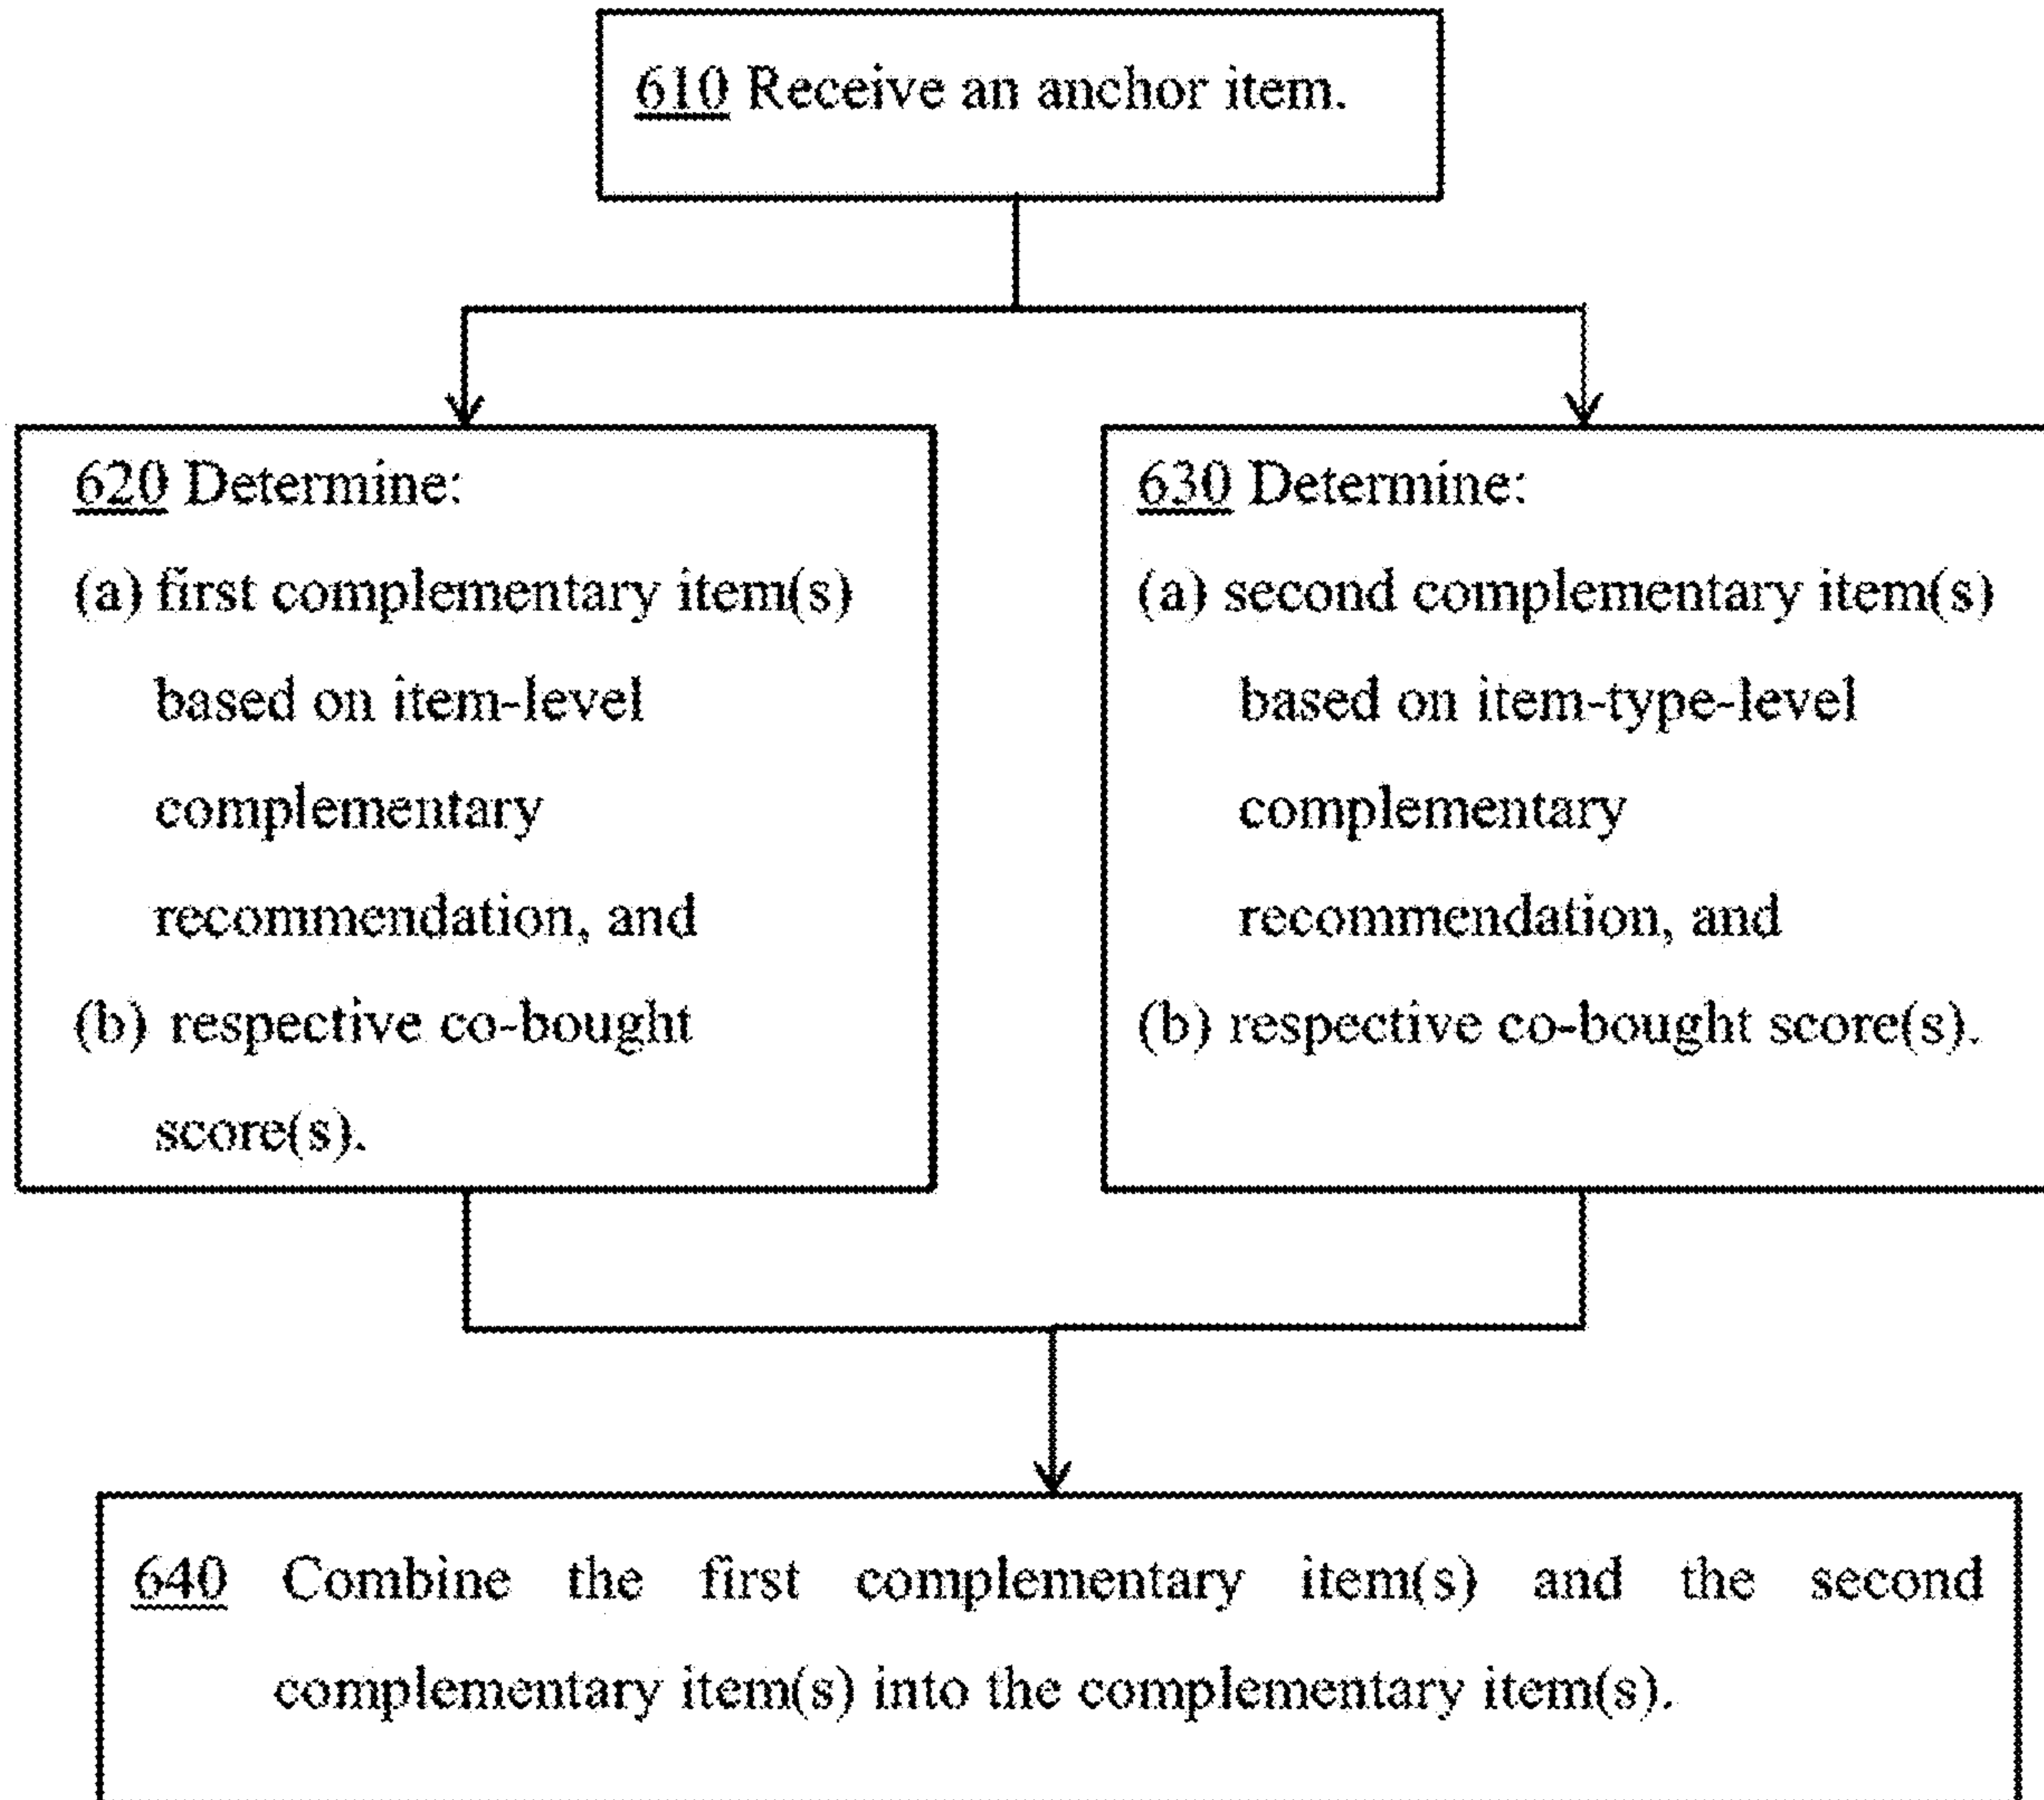 610 Receive an anchor item.
620 Determine:
(a) first complementary item(s)
based on item-level
complementary
recommendation, and
(b) respective co-bought
score(s).
630 Determine:
(a) second complementary item(s)
based on item-type-level
complementary
recommendation, and
(b) respective co-bought score(s).
640 Combine the first complementary item(s) and the second
complementary item(s) into the complementary item(s).